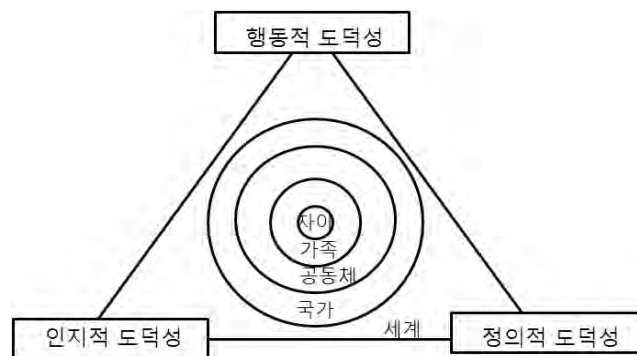 행동적 도덕성
자아
가족
공동체
국가
세계
인지적 도덕성
정의적 도덕성